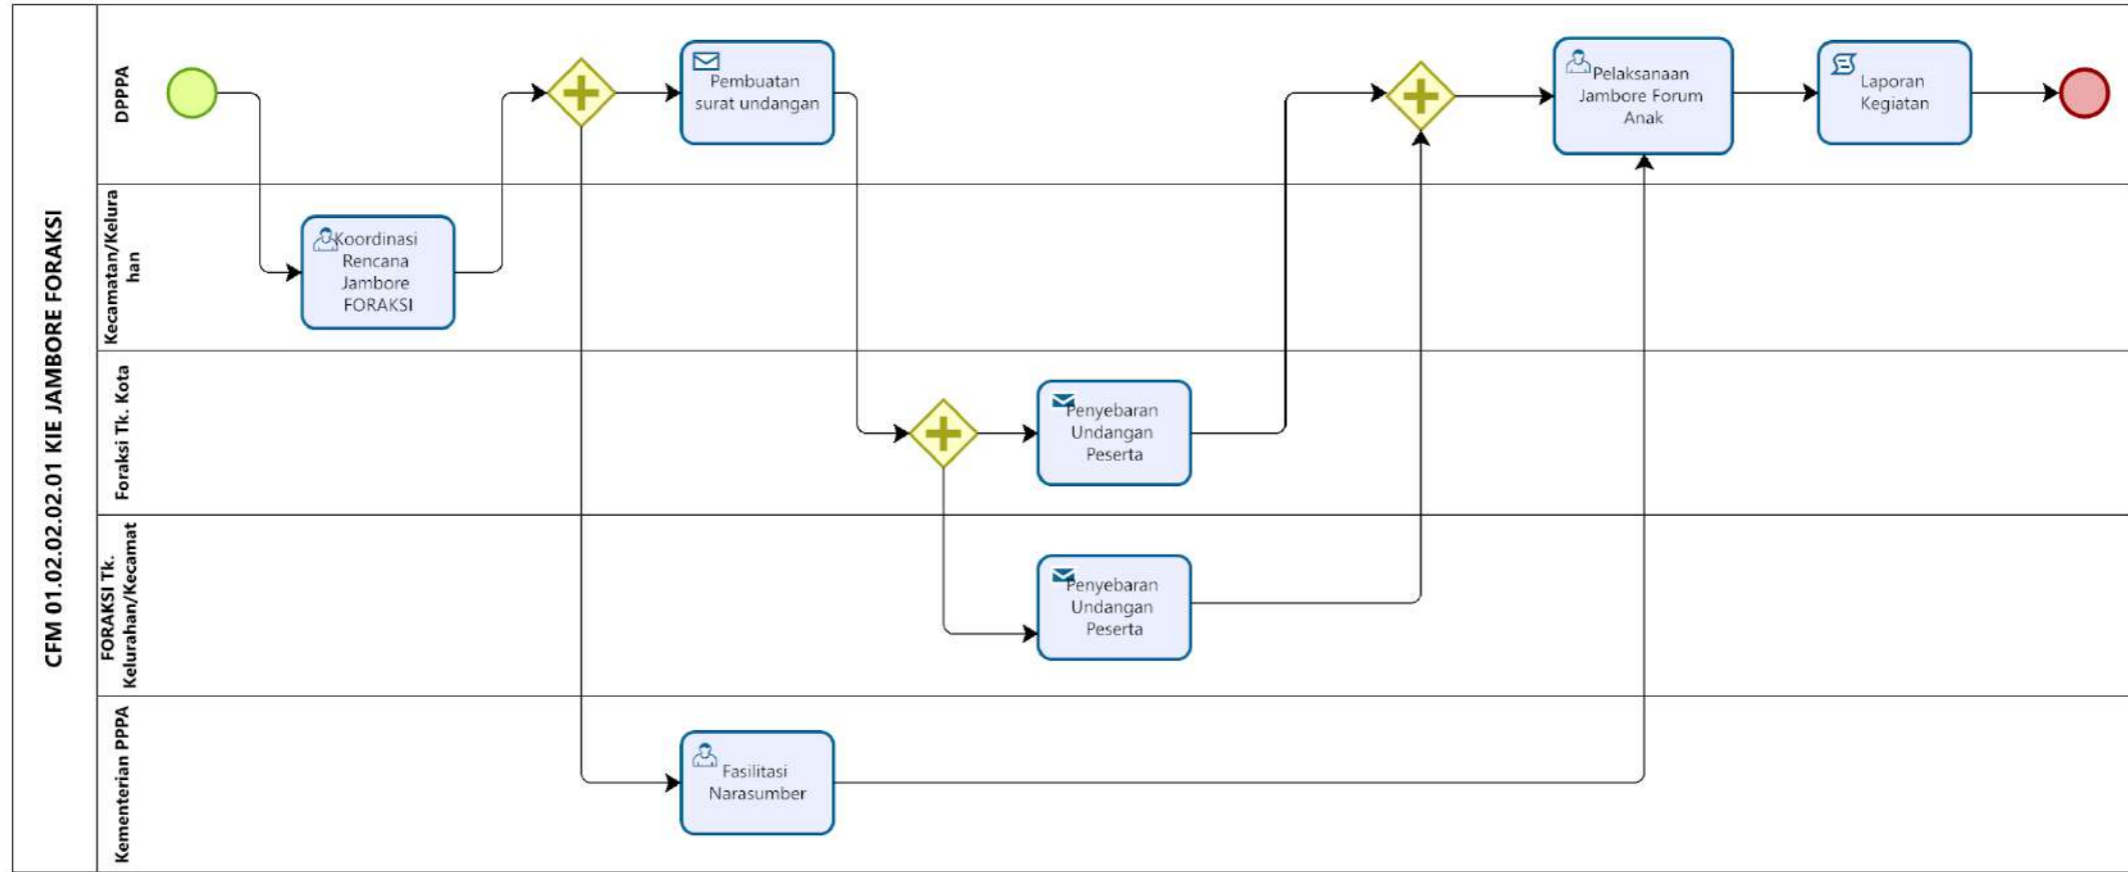 CFM 01.02.02.02.01 KIE JAMBORE FORAKSI
DPPPA
Pembuatan
surat undangan
Pelaksanaan
Jambore Forum
Anak
Laporan
Kegiatan
Kecamatan/Kelura
han
Koordinasi
Rencana
Jambore
FORAKSI
Foraksi Tk. Kota
Penyebaran
Undangan
Peserta
FORAKSI Tk.
Kelurahan/Kecamat
Penyebaran
Undangan
Peserta
Kementerian PPPA
Fasilitasi
Narasumber